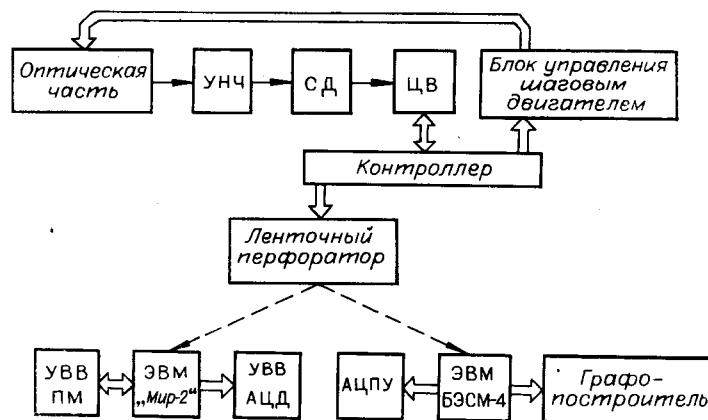 Оптическая
часть
УНЧ
СД
ЦВ
Блок управления
шаговым
двигателем
Контроллер
Ленточный
перфоратор
УВВ
ПМ
ЭВМ
„Мир-2“
УВВ
АЦД
АЦПУ
ЭВМ
БЭСМ-4
Графо-
построитель